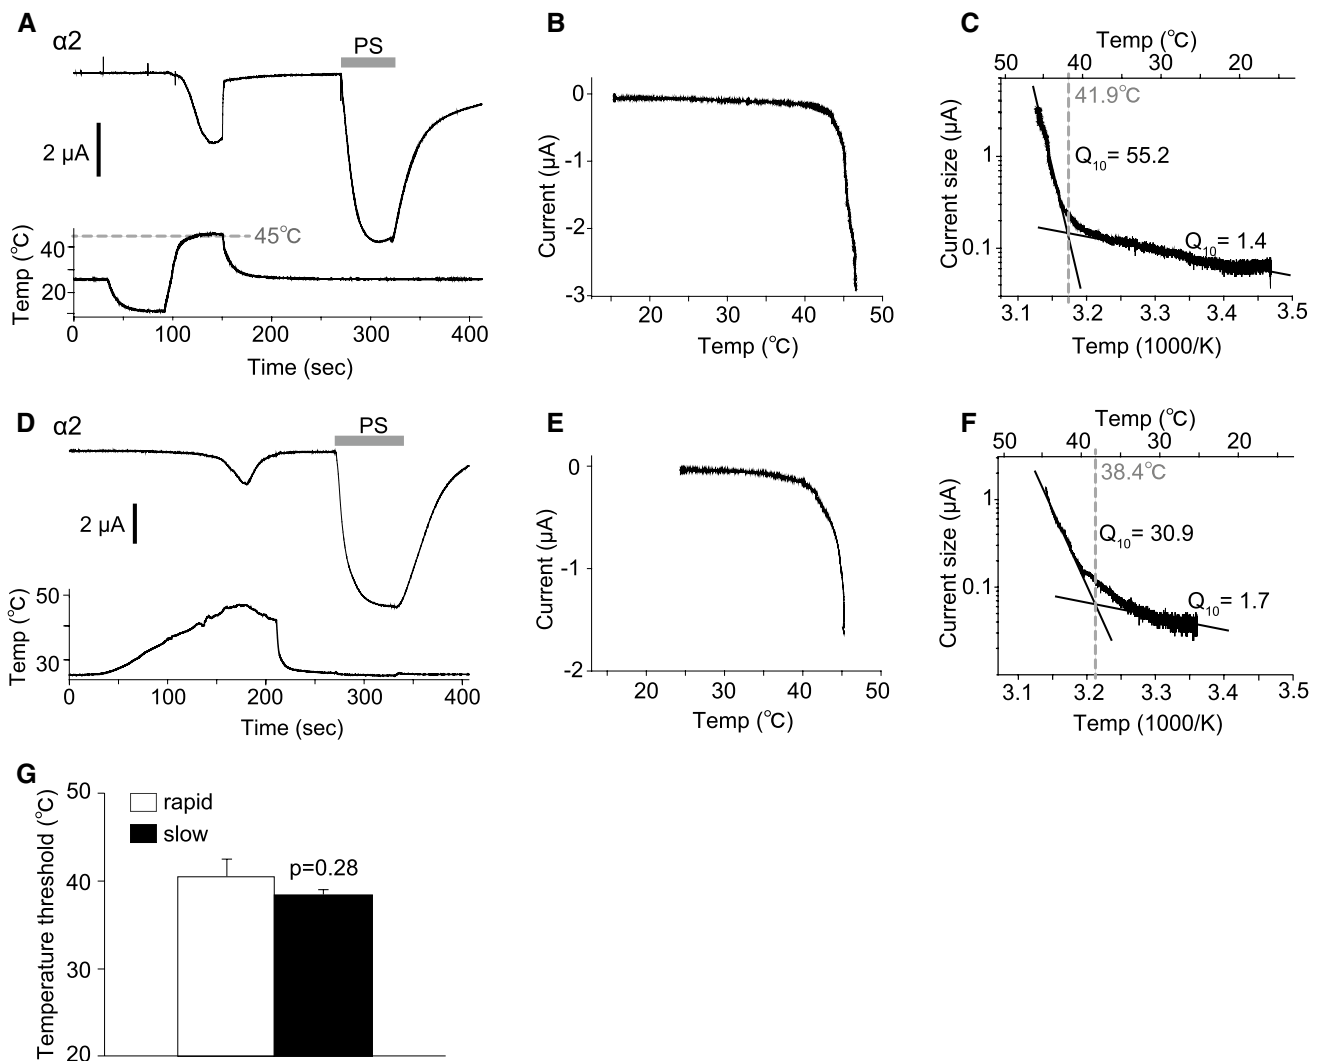 A
α2
PS
2 µA
45°C
Temp (°C)
40
20
0
100
200
300
400
Time (sec)
B
Current (µA)
0
-1
-2
-3
20
30
40
50
Temp (°C)
C
Temp (°C)
50
40
30
20
41.9°C
Q10= 55.2
Q10= 1.4
Current size (µA)
1
0.1
3.1
3.2
3.3
3.4
3.5
Temp (1000/K)
D
α2
PS
2 µA
Temp (°C)
50
30
0
100
200
300
400
Time (sec)
E
Current (µA)
0
-1
-2
20
30
40
50
Temp (°C)
F
Temp (°C)
50
40
30
20
38.4°C
Q10= 30.9
Q10= 1.7
Current size (µA)
1
0.1
3.1
3.2
3.3
3.4
3.5
Temp (1000/K)
G
Temperature threshold (°C)
50
40
30
20
rapid
slow
p=0.28